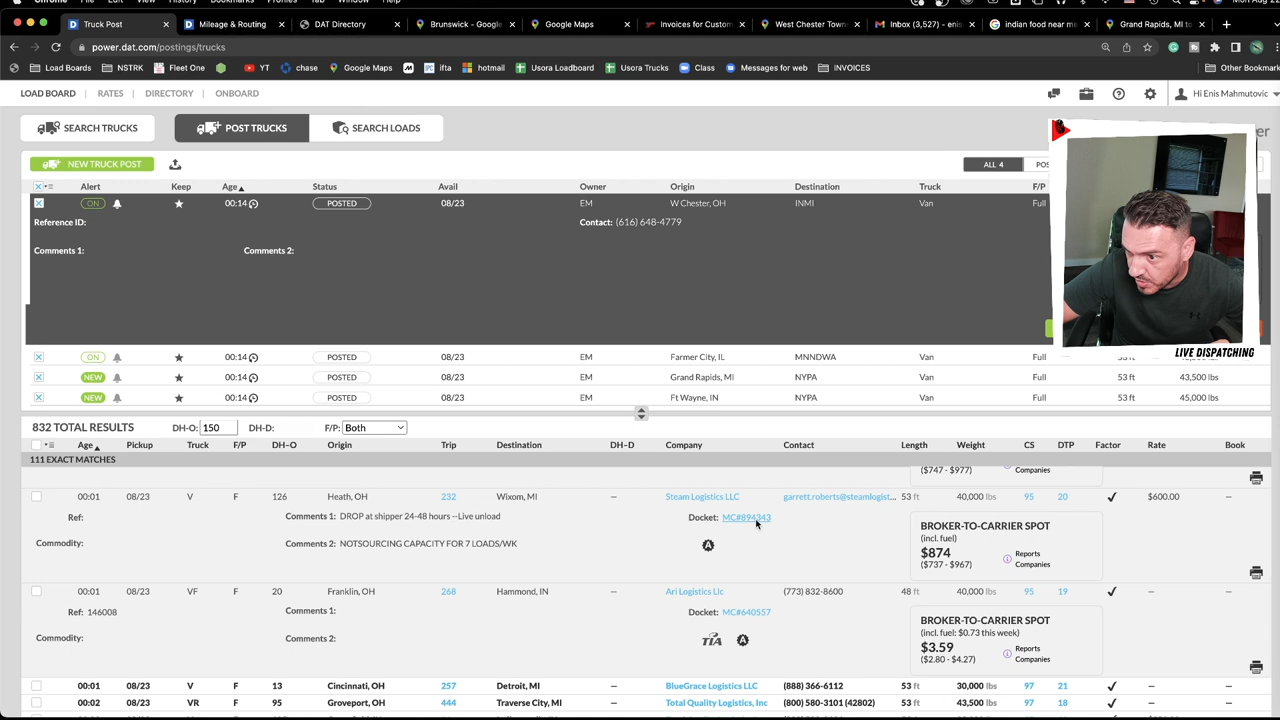 File Edit View History Bookmarks Profiles Tab Window Help
Truck Post × Mileage & Routing × DAT Directory × Brunswick - Google × Google Maps × Invoices for Custom × West Chester Town × Inbox (3,527) - enis × indian food near me × Grand Rapids, MI to ×
power.dat.com/postings/trucks
Load Boards NSTRK Fleet One YT chase Google Maps ifta hotmail Usora Loadboard Usora Trucks Class Messages for web INVOICES Other Bookmar
LOAD BOARD RATES DIRECTORY ONBOARD Hi Enis Mahmutovic
SEARCH TRUCKS POST TRUCKS SEARCH LOADS
NEW TRUCK POST ALL 4
Alert Keep Age Status Avail Owner Origin Destination Truck F/P
ON 00:14 POSTED 08/23 EM W Chester, OH INMI Van Full
Reference ID: Contact: (616) 648-4779
Comments 1: Comments 2:
LIVE DISPATCHING
ON 00:14 POSTED 08/23 EM Farmer City, IL MNNDWA Van Full
NEW 00:14 POSTED 08/23 EM Grand Rapids, MI NYPA Van Full 53 ft 43,500 lbs
NEW 00:14 POSTED 08/23 EM Ft Wayne, IN NYPA Van Full 53 ft 45,000 lbs
832 TOTAL RESULTS DH-O: 150 DH-D: F/P: Both
Age Pickup Truck F/P DH-O Origin Trip Destination DH-D Company Contact Length Weight CS DTP Factor Rate Book
111 EXACT MATCHES
($747 - $977) Companies
00:01 08/23 V F 126 Heath, OH 232 Wixom, MI — Steam Logistics LLC garrett.roberts@steamlogist... 53 ft 40,000 lbs 95 20 ✓ $600.00
Ref: Comments 1: DROP at shipper 24-48 hours --Live unload Docket: MC#894343
BROKER-TO-CARRIER SPOT
(incl. fuel)
$874 Reports
($737 - $967) Companies
Commodity: Comments 2: NOTSOURCING CAPACITY FOR 7 LOADS/WK
00:01 08/23 VF F 20 Franklin, OH 268 Hammond, IN — Ari Logistics Llc (773) 832-8600 48 ft 40,000 lbs 95 19 ✓ — —
Ref: 146008 Comments 1: Docket: MC#640557
BROKER-TO-CARRIER SPOT
(incl. fuel: $0.73 this week)
$3.59 Reports
($2.80 - $4.27) Companies
Commodity: Comments 2: TIA
00:01 08/23 V F 13 Cincinnati, OH 257 Detroit, MI — BlueGrace Logistics LLC (888) 366-6112 53 ft 30,000 lbs 97 21 ✓ — —
00:02 08/23 VR F 95 Groveport, OH 444 Traverse City, MI — Total Quality Logistics, Inc (800) 580-3101 (42802) 53 ft 43,500 lbs 97 18 ✓ — —